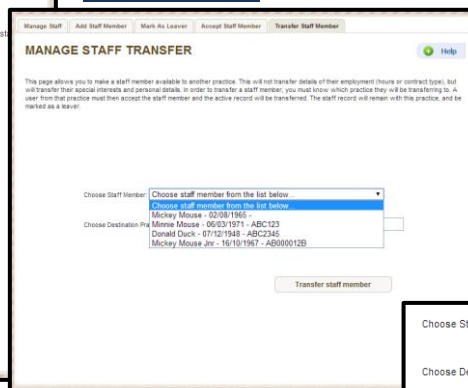 Manage Staff Add Staff Member Mark As Leaver Accept Staff Member Transfer Staff Member
MANAGE STAFF TRANSFER
Help
This page allows you to make a staff member available to another practice. This will not transfer details of their employment (hours or contract type), but
will transfer their special interests and personal details. In order to transfer a staff member, you must know which practice they will be transferring to. A
user from that practice must then accept the staff member and the active record will be transferred. The staff record will remain with this practice, and be
marked as a leaver.
Choose Staff Member: Choose staff member from the list below...
Choose staff member from the list below...
Mickey Mouse - 02/08/1965 -
Choose Destination Pra Minnie Mouse - 06/03/1971 - ABC123
Donald Duck - 07/12/1948 - ABC2345
Mickey Mouse Jnr - 16/10/1967 - AB000012B
Transfer staff member
Choose St
Choose De